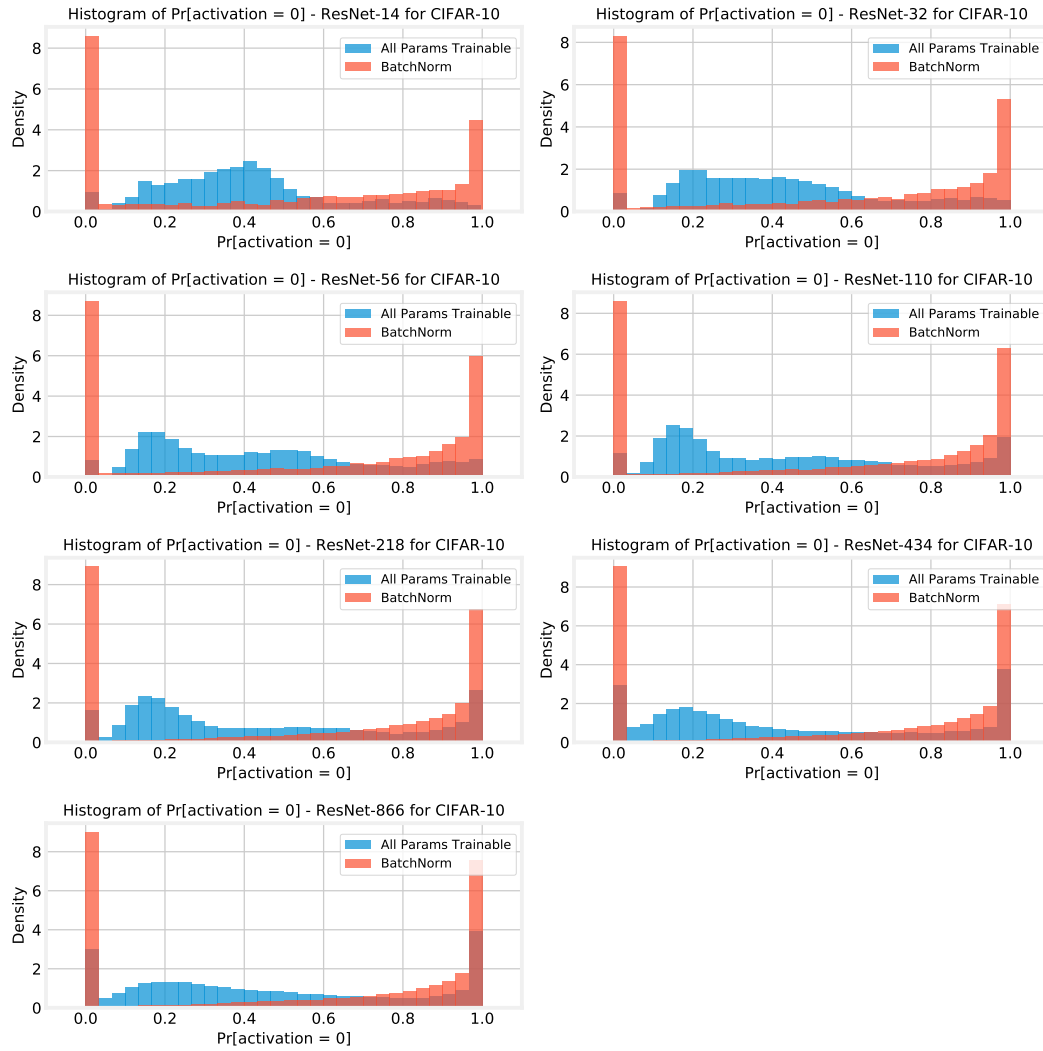 Histogram of Pr[activation = 0] - ResNet-14 for CIFAR-10
All Params Trainable
BatchNorm
Density
8
6
4
2
0
0.0 0.2 0.4 0.6 0.8 1.0
Pr[activation = 0]
Histogram of Pr[activation = 0] - ResNet-32 for CIFAR-10
All Params Trainable
BatchNorm
Density
8
6
4
2
0
0.0 0.2 0.4 0.6 0.8 1.0
Pr[activation = 0]
Histogram of Pr[activation = 0] - ResNet-56 for CIFAR-10
All Params Trainable
BatchNorm
Density
8
6
4
2
0
0.0 0.2 0.4 0.6 0.8 1.0
Pr[activation = 0]
Histogram of Pr[activation = 0] - ResNet-110 for CIFAR-10
All Params Trainable
BatchNorm
Density
8
6
4
2
0
0.0 0.2 0.4 0.6 0.8 1.0
Pr[activation = 0]
Histogram of Pr[activation = 0] - ResNet-218 for CIFAR-10
All Params Trainable
BatchNorm
Density
8
6
4
2
0
0.0 0.2 0.4 0.6 0.8 1.0
Pr[activation = 0]
Histogram of Pr[activation = 0] - ResNet-434 for CIFAR-10
All Params Trainable
BatchNorm
Density
8
6
4
2
0
0.0 0.2 0.4 0.6 0.8 1.0
Pr[activation = 0]
Histogram of Pr[activation = 0] - ResNet-866 for CIFAR-10
All Params Trainable
BatchNorm
Density
8
6
4
2
0
0.0 0.2 0.4 0.6 0.8 1.0
Pr[activation = 0]